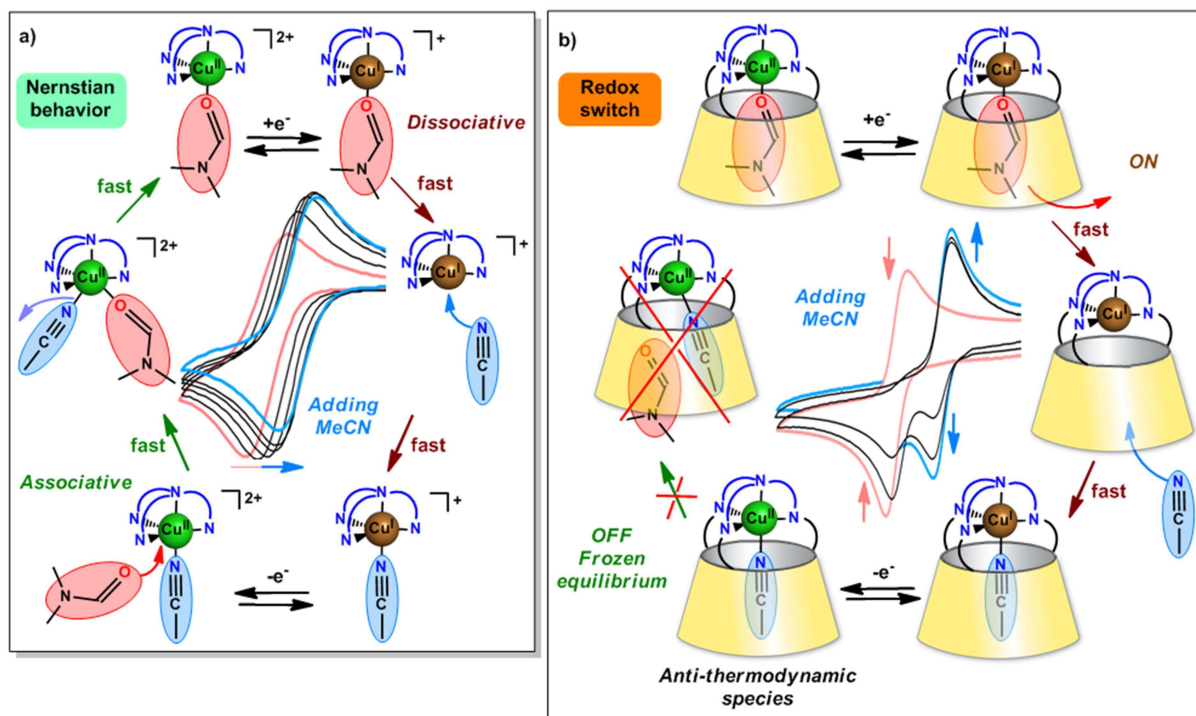 a)
Nernstian
behavior
N
N
N
N
Cu^II
]2+
O
N
+e-
N
N
N
N
Cu^I
]+
O
N
Dissociative
fast
fast
N
N
N
N
Cu^II
]2+
N
C
O
N
N
N
N
N
Cu^I
]+
N
C
Adding
MeCN
fast
fast
Associative
N
O
N
N
N
N
Cu^II
]2+
N
C
-e-
N
N
N
N
Cu^I
]+
N
C
b)
Redox
switch
N
N
N
N
Cu^II
O
N
+e-
N
N
N
N
Cu^I
O
N
ON
fast
N
N
N
N
Cu^II
N
C
O
N
Adding
MeCN
N
N
N
N
Cu^I
N
C
fast
OFF
Frozen
equilibrium
N
N
N
N
Cu^II
N
C
-e-
N
N
N
N
Cu^I
N
C
Anti-thermodynamic
species